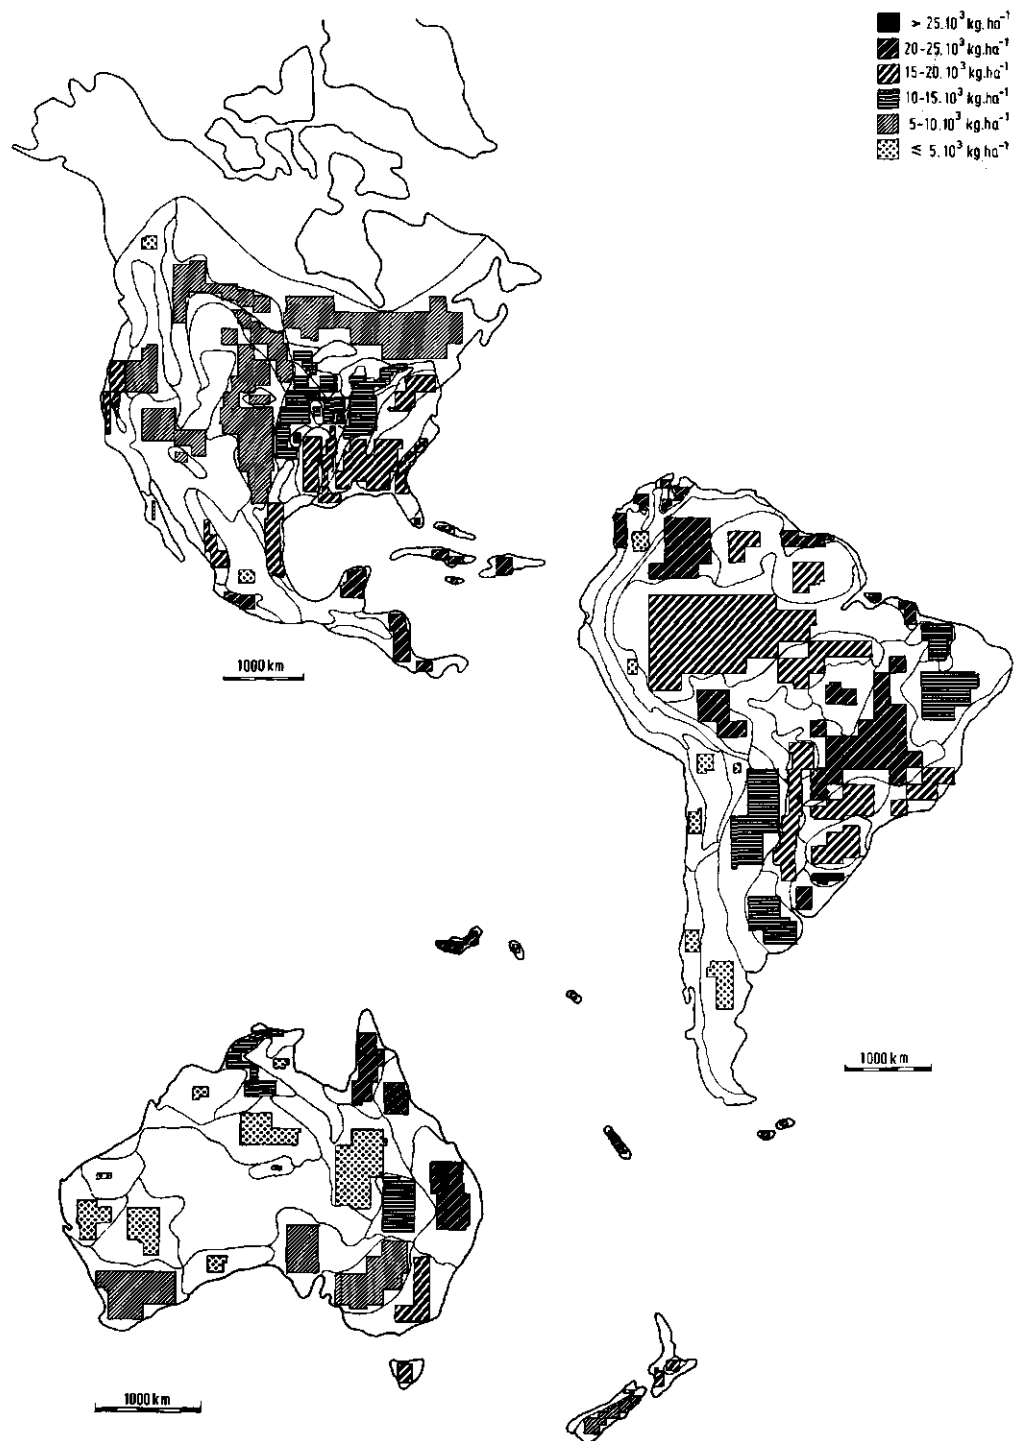 > 25.10³ kg.ha⁻¹
20-25.10³ kg.ha⁻¹
15-20.10³ kg.ha⁻¹
10-15.10³ kg.ha⁻¹
5-10.10³ kg.ha⁻¹
≤ 5.10³ kg.ha⁻¹
1000 km
1000 km
1000 km